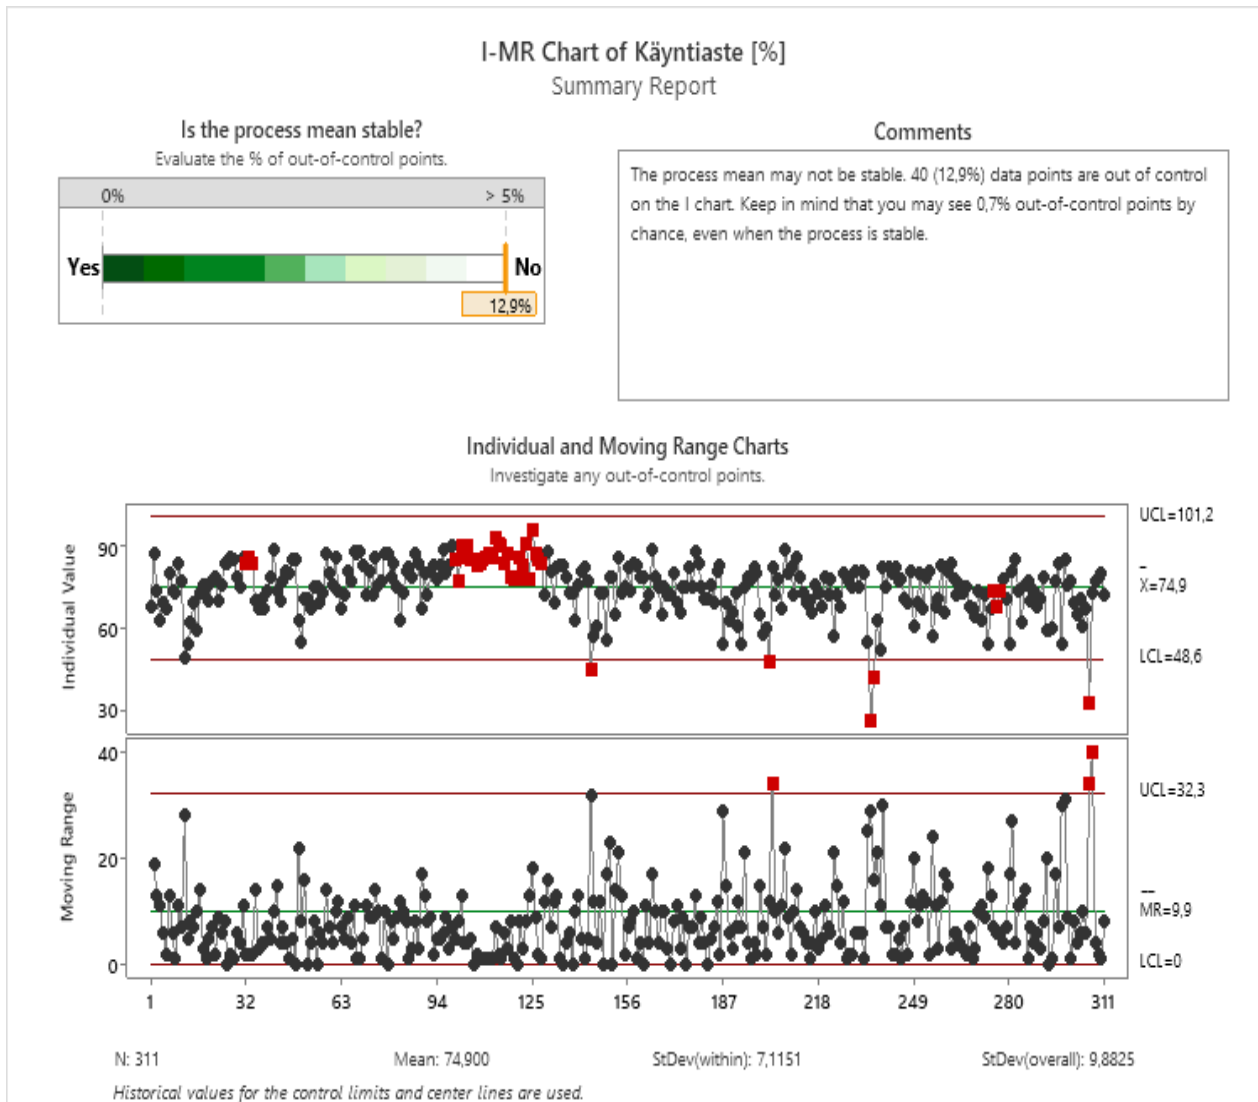 I-MR Chart of Käyntiaste [%]
Summary Report
Is the process mean stable?
Evaluate the % of out-of-control points.
0%
> 5%
Yes
No
12,9%
Comments
The process mean may not be stable. 40 (12,9%) data points are out of control
on the I chart. Keep in mind that you may see 0,7% out-of-control points by
chance, even when the process is stable.
Individual and Moving Range Charts
Investigate any out-of-control points.
Individual Value
90
60
30
UCL=101,2
X=74,9
LCL=48,6
Moving Range
40
20
0
UCL=32,3
MR=9,9
LCL=0
1 32 63 94 125 156 187 218 249 280 311
N: 311 Mean: 74,900 StDev(within): 7,1151 StDev(overall): 9,8825
Historical values for the control limits and center lines are used.